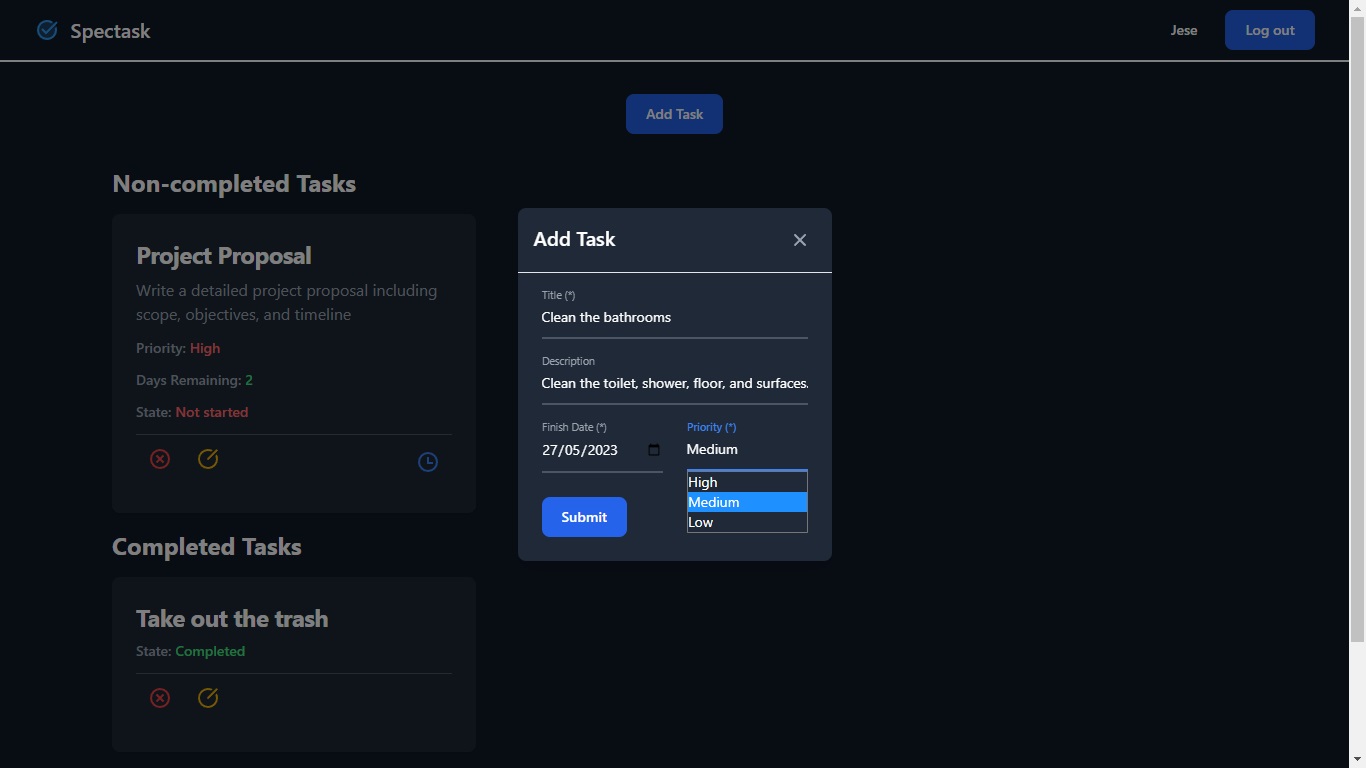 Spectask
Jese
Log out
Add Task
Non-completed Tasks
Project Proposal
Write a detailed project proposal including
scope, objectives, and timeline
Priority: High
Days Remaining: 2
State: Not started
Completed Tasks
Take out the trash
State: Completed
Add Task
Title (*)
Clean the bathrooms
Description
Clean the toilet, shower, floor, and surfaces.
Finish Date (*)
27/05/2023
Priority (*)
Medium
High
Medium
Low
Submit